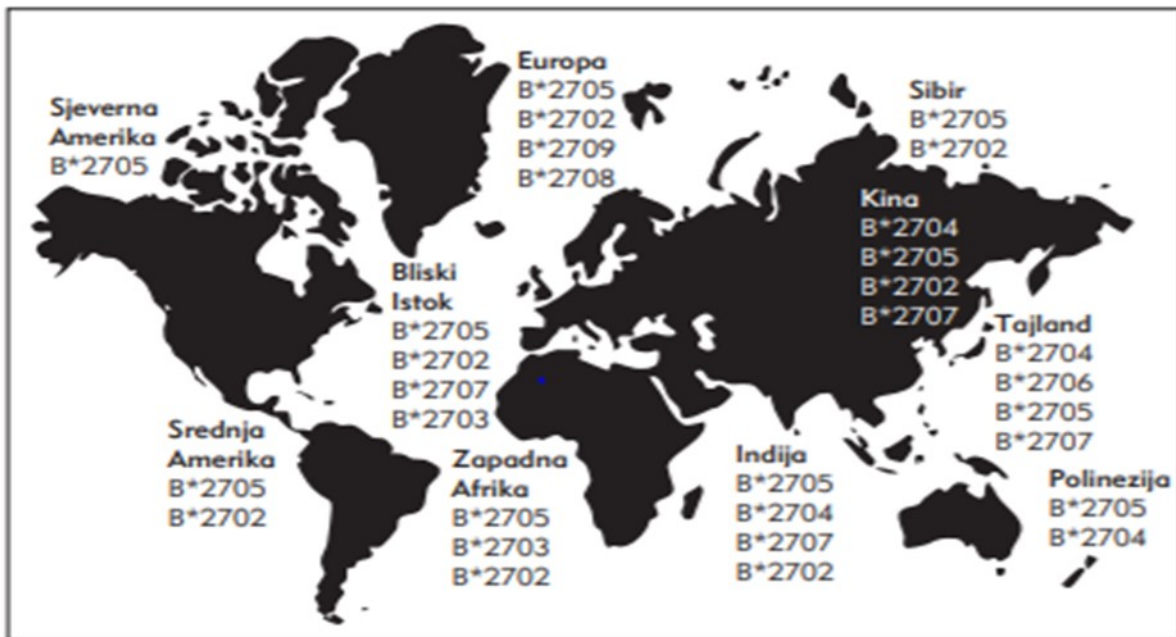 Sjeverna
Amerika
B*2705
Europa
B*2705
B*2702
B*2709
B*2708
Sibir
B*2705
B*2702
Kina
B*2704
B*2705
B*2702
B*2707
Bliski
Istok
B*2705
B*2702
B*2707
B*2703
Tajland
B*2704
B*2706
B*2705
B*2707
Srednja
Amerika
B*2705
B*2702
Zapadna
Afrika
B*2705
B*2703
B*2702
Indija
B*2705
B*2704
B*2707
B*2702
Polinezija
B*2705
B*2704